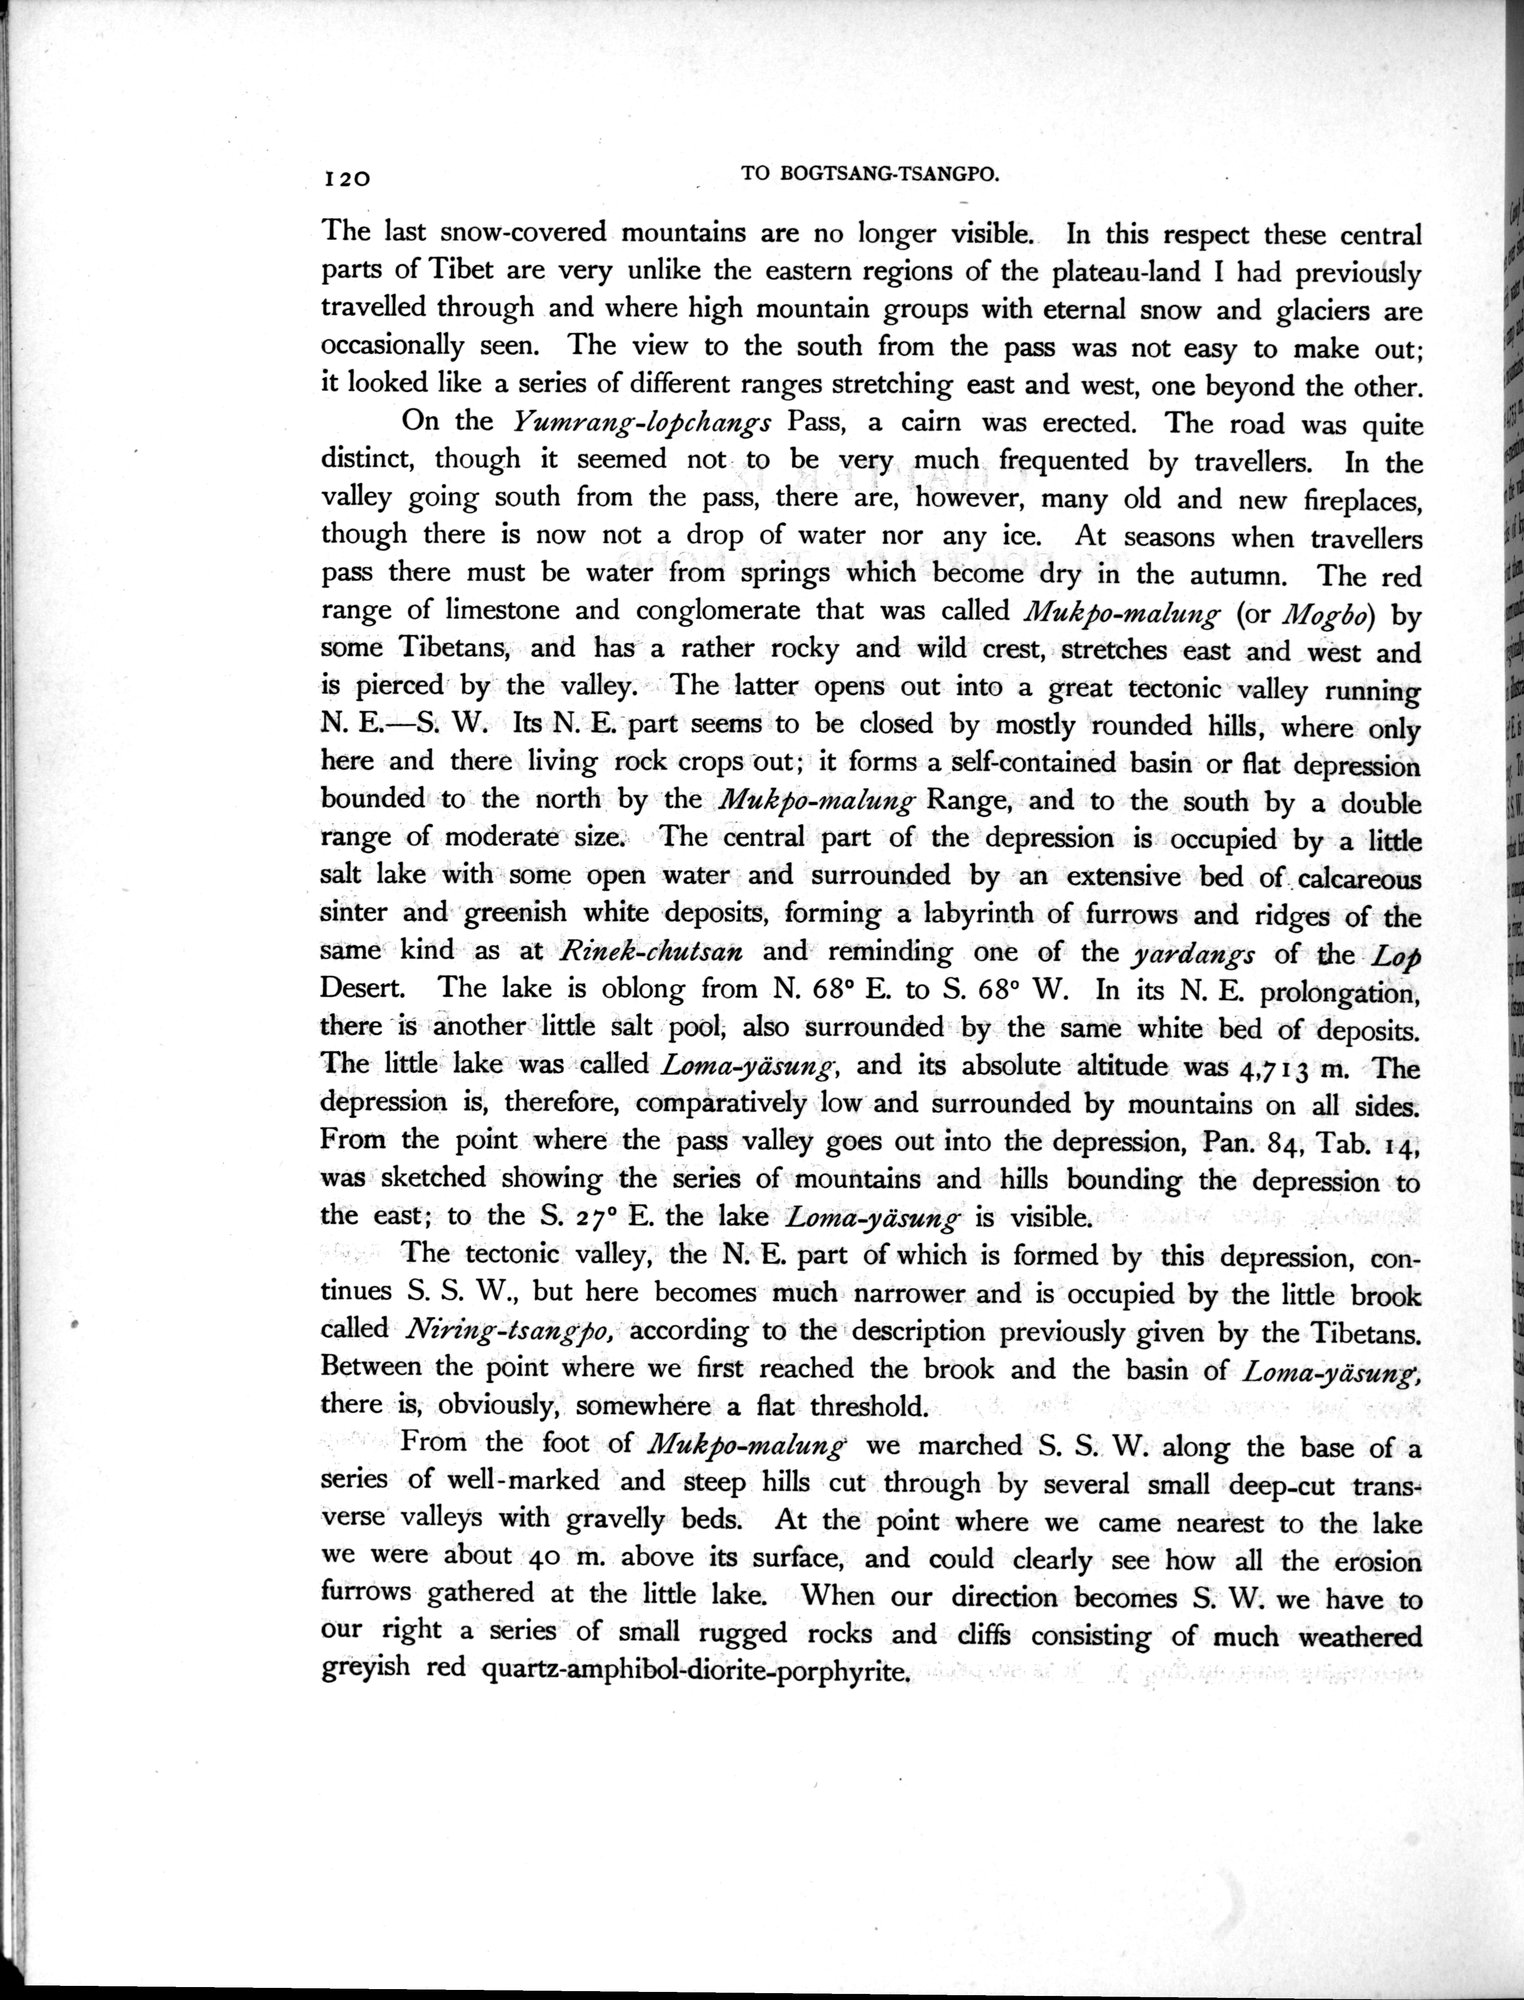 120
TO BOGTSANG-TSANGPO.
The last snow-covered mountains are no longer visible. In this respect these central
parts of Tibet are very unlike the eastern regions of the plateau-land I had previously
travelled through and where high mountain groups with eternal snow and glaciers are
occasionally seen. The view to the south from the pass was not easy to make out;
it looked like a series of different ranges stretching east and west, one beyond the other.
On the Yumrang-lopchangs Pass, a cairn was erected. The road was quite
distinct, though it seemed not to be very much frequented by travellers. In the
valley going south from the pass, there are, however, many old and new fireplaces,
though there is now not a drop of water nor any ice. At seasons when travellers
pass there must be water from springs which become dry in the autumn. The red
range of limestone and conglomerate that was called Mukpo-malung (or Mogbo) by
some Tibetans, and has a rather rocky and wild crest, stretches east and west and
is pierced by the valley. The latter opens out into a great tectonic valley running
N. E.—S. W. Its N. E. part seems to be closed by mostly rounded hills, where only
here and there living rock crops out; it forms a self-contained basin or flat depression
bounded to the north by the Mukpo-malung Range, and to the south by a double
range of moderate size. The central part of the depression is occupied by a little
salt lake with some open water and surrounded by an extensive bed of calcareous
sinter and greenish white deposits, forming a labyrinth of furrows and ridges of the
same kind as at Rinek-chutsan and reminding one of the yardangs of the Lop
Desert. The lake is oblong from N. 68° E. to S. 68° W. In its N. E. prolongation,
there is another little salt pool, also surrounded by the same white bed of deposits.
The little lake was called Loma-yäsung, and its absolute altitude was 4,713 m. The
depression is, therefore, comparatively low and surrounded by mountains on all sides.
From the point where the pass valley goes out into the depression, Pan. 84, Tab. 14,
was sketched showing the series of mountains and hills bounding the depression to
the east; to the S. 27° E. the lake Loma-yäsung is visible.
The tectonic valley, the N. E. part of which is formed by this depression, con-
tinues S. S. W., but here becomes much narrower and is occupied by the little brook
called Niring-tsangpo, according to the description previously given by the Tibetans.
Between the point where we first reached the brook and the basin of Loma-yäsung,
there is, obviously, somewhere a flat threshold.
From the foot of Mukpo-malung we marched S. S. W. along the base of a
series of well-marked and steep hills cut through by several small deep-cut trans-
verse valleys with gravelly beds. At the point where we came nearest to the lake
we were about 40 m. above its surface, and could clearly see how all the erosion
furrows gathered at the little lake. When our direction becomes S. W. we have to
our right a series of small rugged rocks and cliffs consisting of much weathered
greyish red quartz-amphibol-diorite-porphyrite.